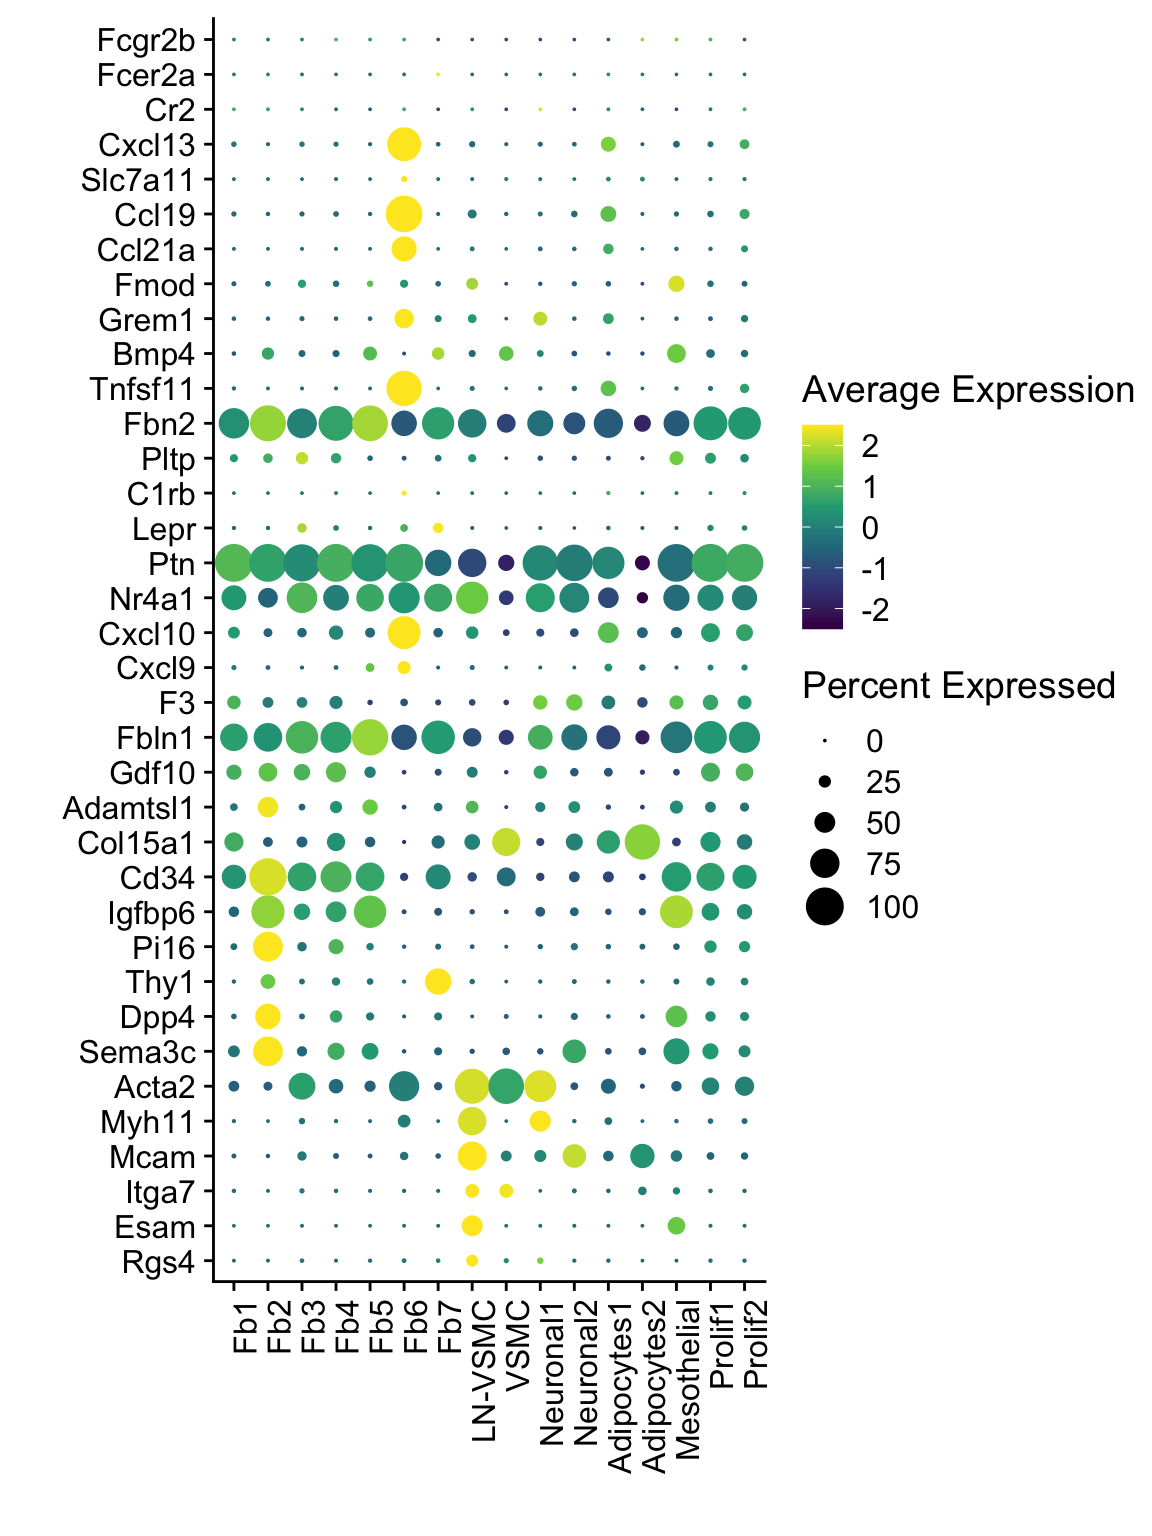 Fcgr2b
Fcer2a
Cr2
Cxcl13
Slc7a11
Ccl19
Ccl21a
Fmod
Grem1
Bmp4
Tnfsf11
Fbn2
Pltp
C1rb
Lepr
Ptn
Nr4a1
Cxcl10
Cxcl9
F3
Fbln1
Gdf10
Adamtsl1
Col15a1
Cd34
Igfbp6
Pi16
Thy1
Dpp4
Sema3c
Acta2
Myh11
Mcam
Itga7
Esam
Rgs4
Fb1
Fb2
Fb3
Fb4
Fb5
Fb6
Fb7
LN-VSMC
VSMC
Neuronal1
Neuronal2
Adipocytes1
Adipocytes2
Mesothelial
Prolif1
Prolif2
Average Expression
2
1
0
-1
-2
Percent Expressed
0
25
50
75
100